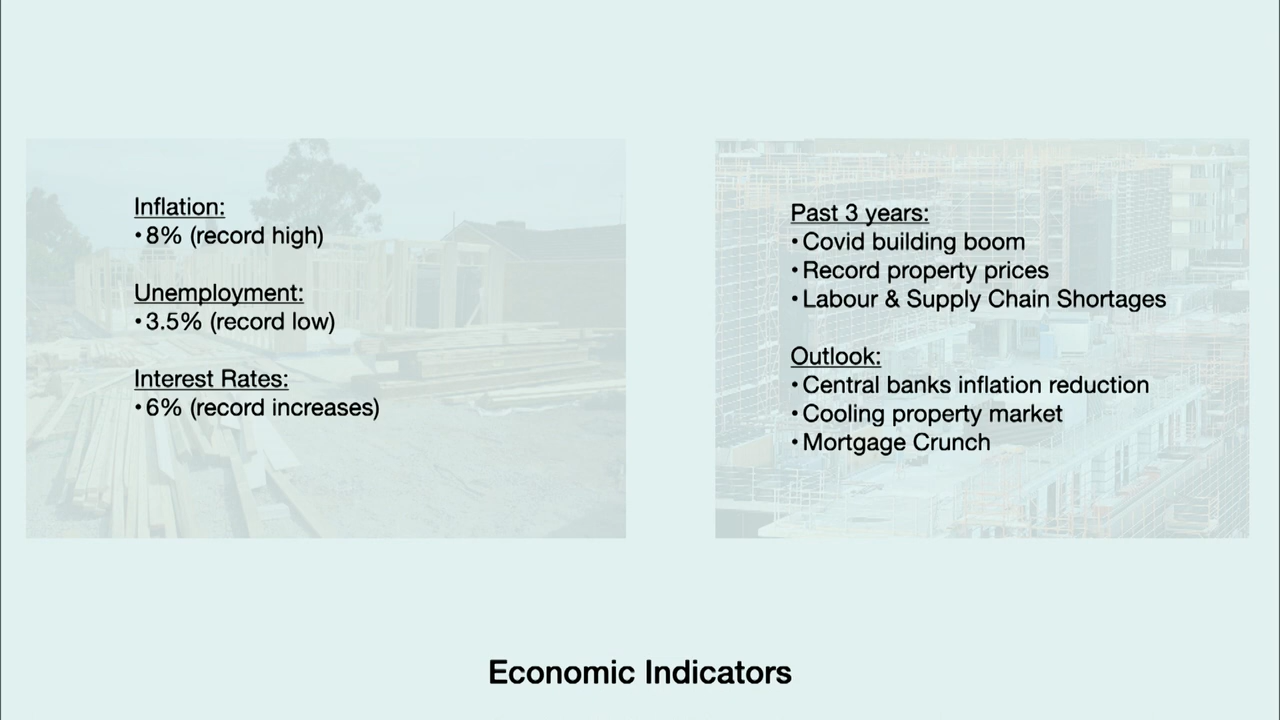 Inflation:
• 8% (record high)
Unemployment:
• 3.5% (record low)
Interest Rates:
• 6% (record increases)
Past 3 years:
• Covid building boom
• Record property prices
• Labour & Supply Chain Shortages
Outlook:
• Central banks inflation reduction
• Cooling property market
• Mortgage Crunch
Economic Indicators